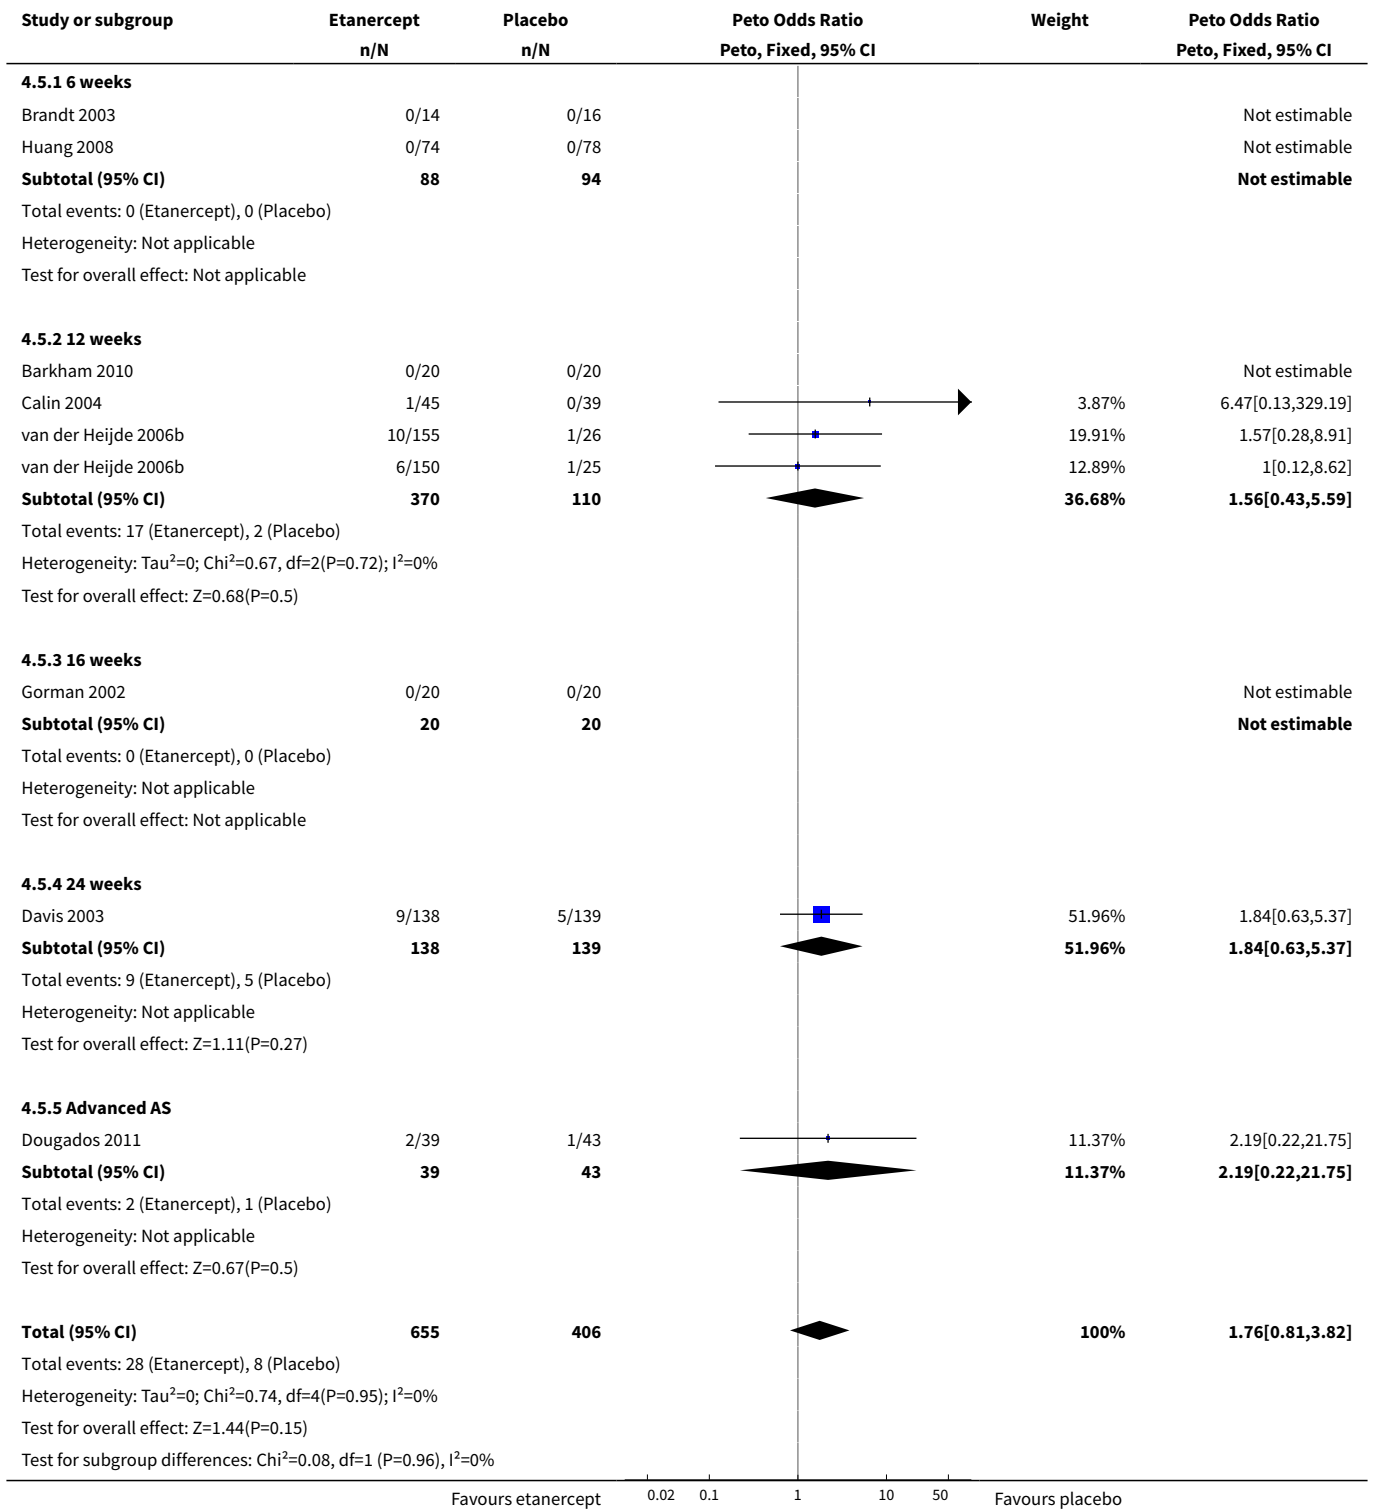 Study or subgroup Etanercept Placebo Peto Odds Ratio Weight Peto Odds Ratio
n/N n/N Peto, Fixed, 95% CI Peto, Fixed, 95% CI
4.5.1 6 weeks
Brandt 2003 0/14 0/16 Not estimable
Huang 2008 0/74 0/78 Not estimable
Subtotal (95% CI) 88 94 Not estimable
Total events: 0 (Etanercept), 0 (Placebo)
Heterogeneity: Not applicable
Test for overall effect: Not applicable
4.5.2 12 weeks
Barkham 2010 0/20 0/20 Not estimable
Calin 2004 1/45 0/39 3.87% 6.47[0.13,329.19]
van der Heijde 2006b 10/155 1/26 19.91% 1.57[0.28,8.91]
van der Heijde 2006b 6/150 1/25 12.89% 1[0.12,8.62]
Subtotal (95% CI) 370 110 36.68% 1.56[0.43,5.59]
Total events: 17 (Etanercept), 2 (Placebo)
Heterogeneity: Tau²=0; Chi²=0.67, df=2(P=0.72); I²=0%
Test for overall effect: Z=0.68(P=0.5)
4.5.3 16 weeks
Gorman 2002 0/20 0/20 Not estimable
Subtotal (95% CI) 20 20 Not estimable
Total events: 0 (Etanercept), 0 (Placebo)
Heterogeneity: Not applicable
Test for overall effect: Not applicable
4.5.4 24 weeks
Davis 2003 9/138 5/139 51.96% 1.84[0.63,5.37]
Subtotal (95% CI) 138 139 51.96% 1.84[0.63,5.37]
Total events: 9 (Etanercept), 5 (Placebo)
Heterogeneity: Not applicable
Test for overall effect: Z=1.11(P=0.27)
4.5.5 Advanced AS
Dougados 2011 2/39 1/43 11.37% 2.19[0.22,21.75]
Subtotal (95% CI) 39 43 11.37% 2.19[0.22,21.75]
Total events: 2 (Etanercept), 1 (Placebo)
Heterogeneity: Not applicable
Test for overall effect: Z=0.67(P=0.5)
Total (95% CI) 655 406 100% 1.76[0.81,3.82]
Total events: 28 (Etanercept), 8 (Placebo)
Heterogeneity: Tau²=0; Chi²=0.74, df=4(P=0.95); I²=0%
Test for overall effect: Z=1.44(P=0.15)
Test for subgroup differences: Chi²=0.08, df=1 (P=0.96), I²=0%
Favours etanercept 0.02 0.1 1 10 50 Favours placebo